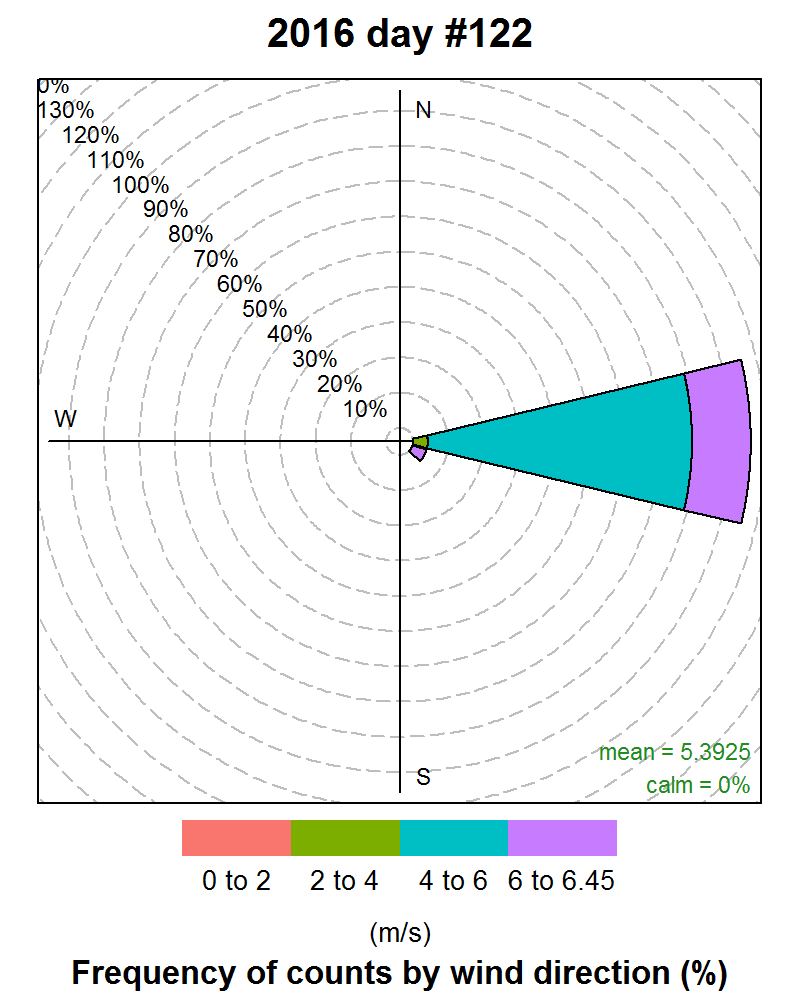 2016 day #122
0%
130%
120%
110%
100%
90%
80%
70%
60%
50%
40%
30%
20%
10%
N
W
S
mean = 5.3925
calm = 0%
0 to 2 2 to 4 4 to 6 6 to 6.45
(m/s)
Frequency of counts by wind direction (%)